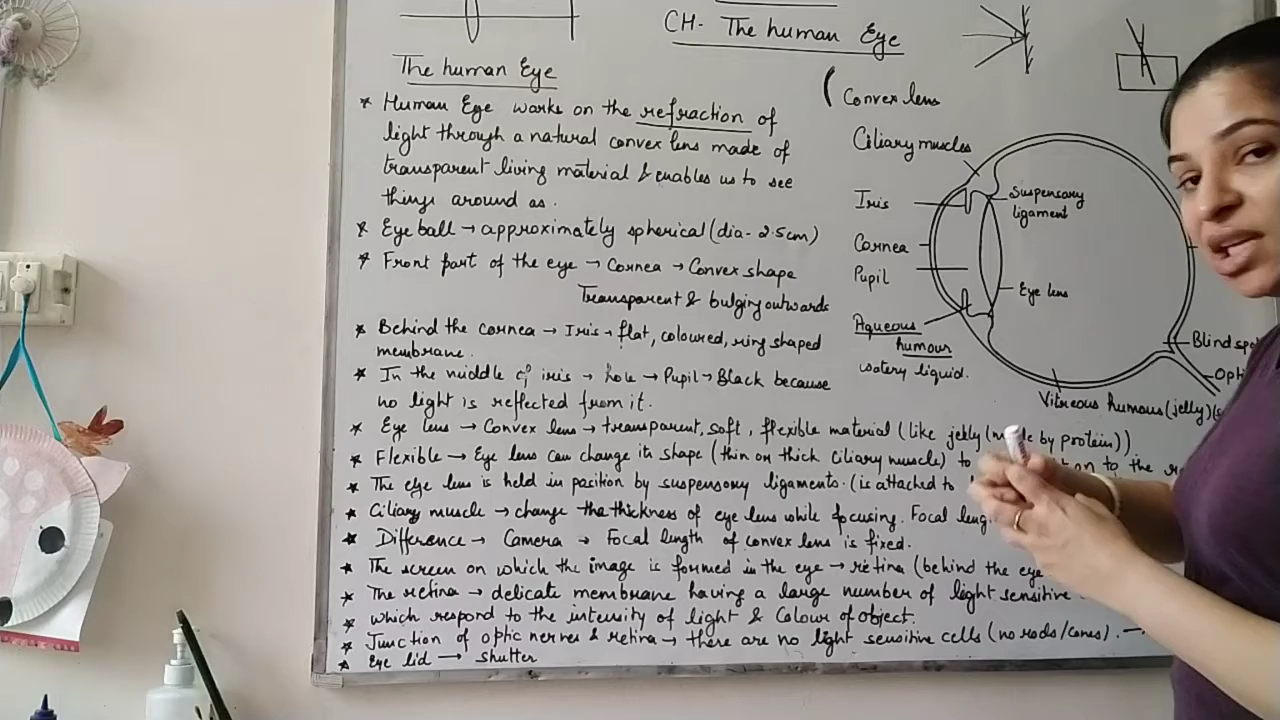 CH- The human Eye
The human Eye
* Human Eye works on the refraction of
light through a natural convex lens made of
transparent living material & enables us to see
things around as.
* Eye ball → approximately spherical (dia- 2.5cm)
* Front part of the eye → Cornea → Convex shape
Transparent & bulging outwards
* Behind the cornea → Iris → flat, coloured, ring shaped
membrane.
* In the middle of iris → hole → Pupil → Black because
no light is reflected from it.
* Eye lens → Convex lens → transparent, soft, flexible material (like jelly (made by protein))
* Flexible → Eye lens can change its shape (thin or thick ciliary muscle) to on to the
* The eye lens is held in position by suspensory ligaments. (is attached to
* Ciliary muscle → change the thickness of eye lens while focusing. Focal leng
* Difference → Camera → Focal length of convex lens is fixed.
* The screen on which the image is formed in the eye → retina (behind the eye
* The retina → delicate membrane having a large number of light sensitive
* which respond to the intensity of light & Colour of object.
* Junction of optic nerves & retina → there are no light sensitive cells (no rods/cones). →
* Eye lid → shutter
( Convex lens
Ciliary muscles
Iris
Cornea
Pupil
Aqueous
humour
watery liquid.
Suspensory
ligament
Eye lens
Blind spo
Opti
Vitreous humous (jelly)